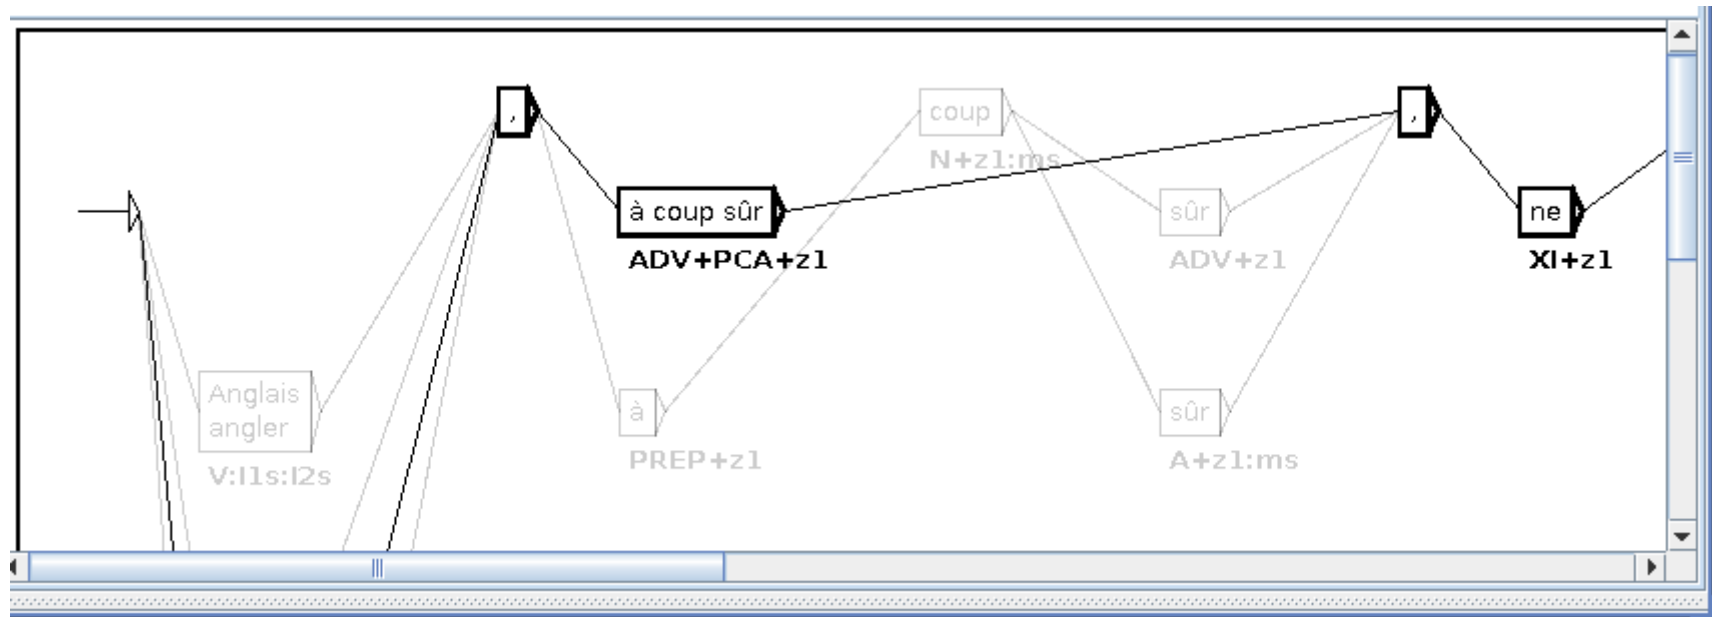 ,
coup
N+z1:ms
,
à coup sûr
ADV+PCA+z1
sûr
ADV+z1
ne
XI+z1
Anglais
angler
V:I1s:I2s
à
PREP+z1
sûr
A+z1:ms